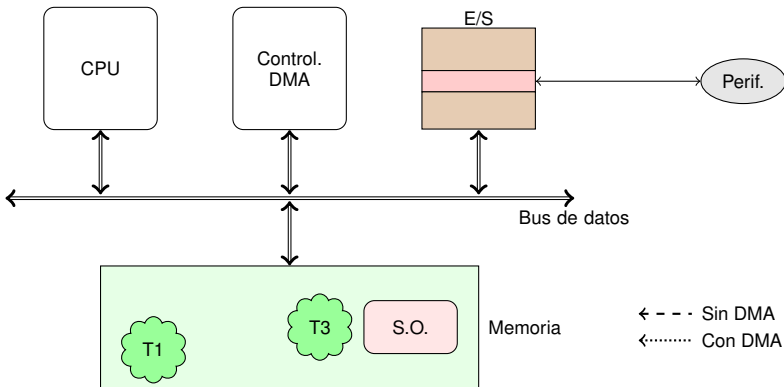 E/S
CPU
Control.
DMA
Perif.
Bus de datos
T1
T3
S.O.
Memoria
Sin DMA
Con DMA